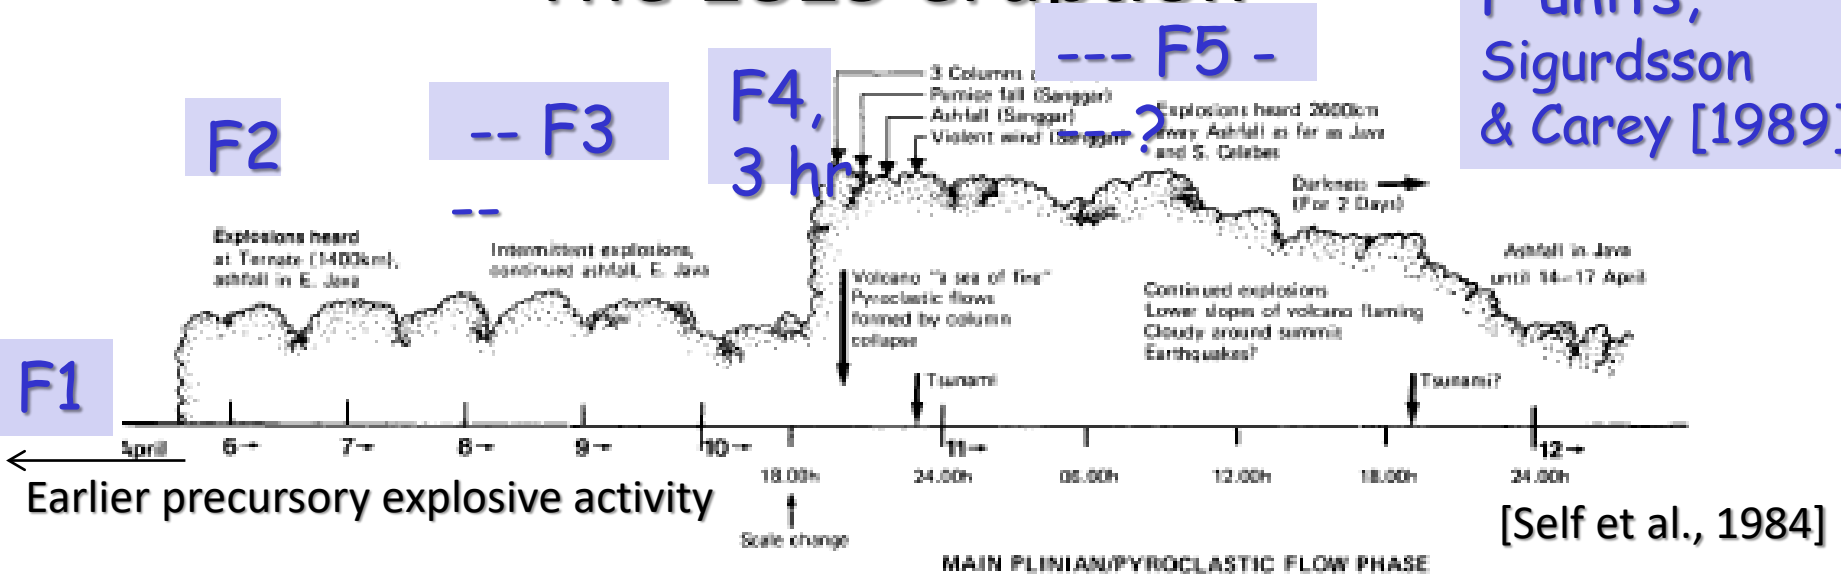 The 1815 eruption
F units,
Sigurdsson
& Carey [1989]
--- F5 -
---?
F4,
3 hr
-- F3
--
F2
F1
3 Columns
Pumice fall (Sanggar)
Ashfall (Sanggar)
Violent wind (Sanggar
Explosions heard 2600km
away Ashfall as far as Java
and S. Celebes
Darkness
(For 2 Days)
Explosions heard
at Ternate (1400km),
ashfall in E. Java
Intermittent explosions,
continued ashfall, E. Java
Volcano "a sea of fire"
Pyroclastic flows
formed by column
collapse
Continued explosions
Lower slopes of volcano flaming
Cloudy around summit
Earthquakes?
Ashfall in Java
until 14–17 April
Tsunami
Tsunami?
April 6→ 7→ 8→ 9→ 10→ 11→ 12→
18.00h 24.00h 06.00h 12.00h 18.00h 24.00h
Earlier precursory explosive activity
Scale change
[Self et al., 1984]
MAIN PLINIAN/PYROCLASTIC FLOW PHASE